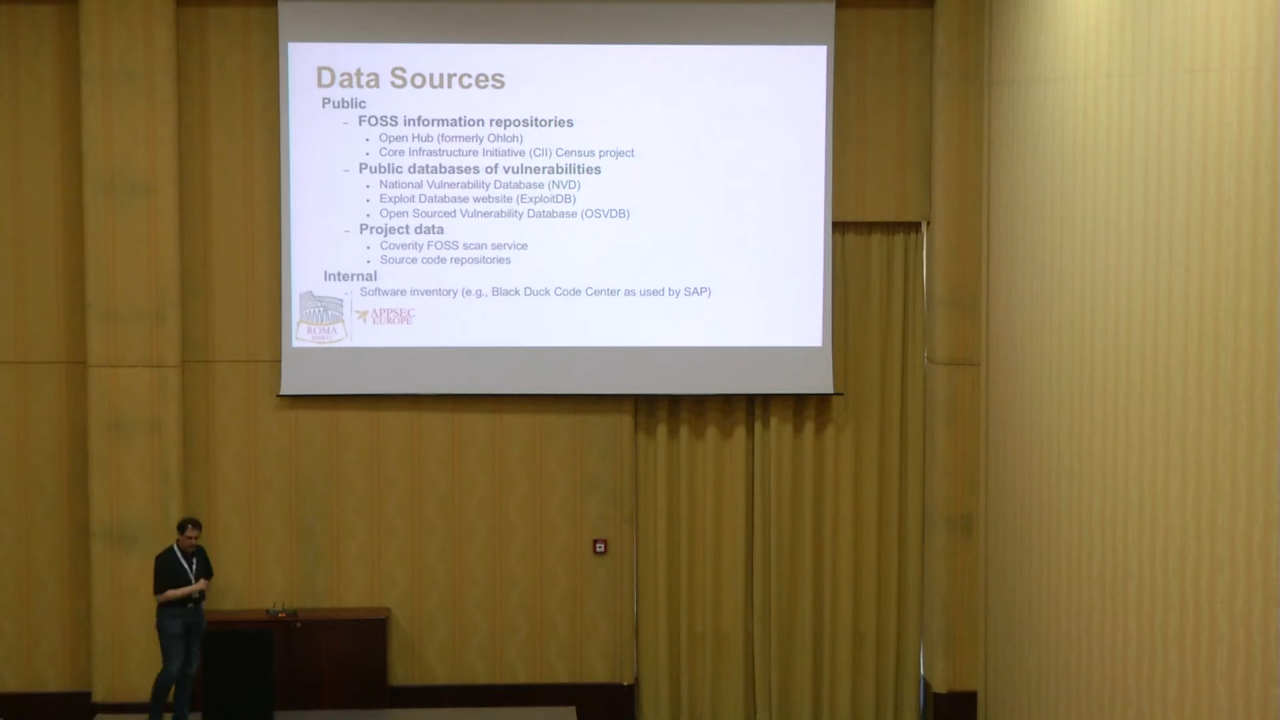 Data Sources
Public
– FOSS information repositories
• Open Hub (formerly Ohloh)
• Core Infrastructure Initiative (CII) Census project
– Public databases of vulnerabilities
• National Vulnerability Database (NVD)
• Exploit Database website (ExploitDB)
• Open Sourced Vulnerability Database (OSVDB)
– Project data
• Coverity FOSS scan service
• Source code repositories
Internal
– Software inventory (e.g., Black Duck Code Center as used by SAP)
ROMA
APPSEC
EUROPE